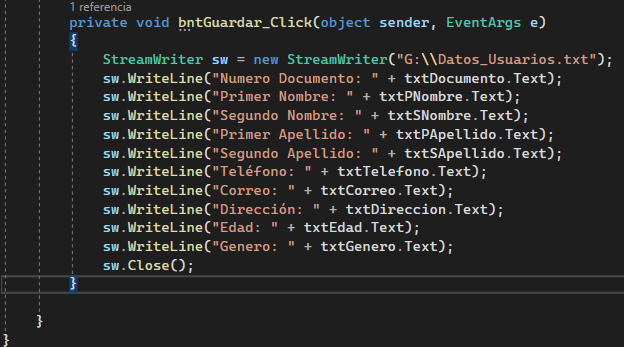 1 referencia
private void bntGuardar_Click(object sender, EventArgs e)
{
StreamWriter sw = new StreamWriter("G:\\Datos_Usuarios.txt");
sw.WriteLine("Numero Documento: " + txtDocumento.Text);
sw.WriteLine("Primer Nombre: " + txtPNombre.Text);
sw.WriteLine("Segundo Nombre: " + txtSNombre.Text);
sw.WriteLine("Primer Apellido: " + txtPApellido.Text);
sw.WriteLine("Segundo Apellido: " + txtSApellido.Text);
sw.WriteLine("Teléfono: " + txtTelefono.Text);
sw.WriteLine("Correo: " + txtCorreo.Text);
sw.WriteLine("Dirección: " + txtDireccion.Text);
sw.WriteLine("Edad: " + txtEdad.Text);
sw.WriteLine("Genero: " + txtGenero.Text);
sw.Close();
}
}
}